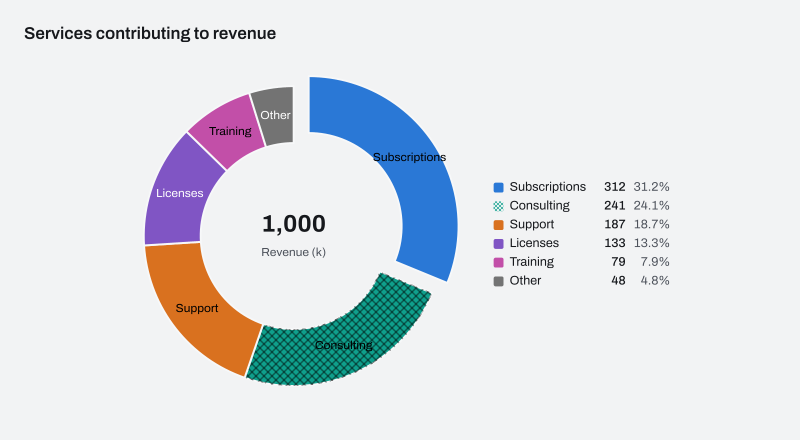 Services contributing to revenue
Other
Training
Subscriptions
Licenses
1,000
Revenue (k)
Support
Consulting
Subscriptions 312 31.2%
Consulting 241 24.1%
Support 187 18.7%
Licenses 133 13.3%
Training 79 7.9%
Other 48 4.8%